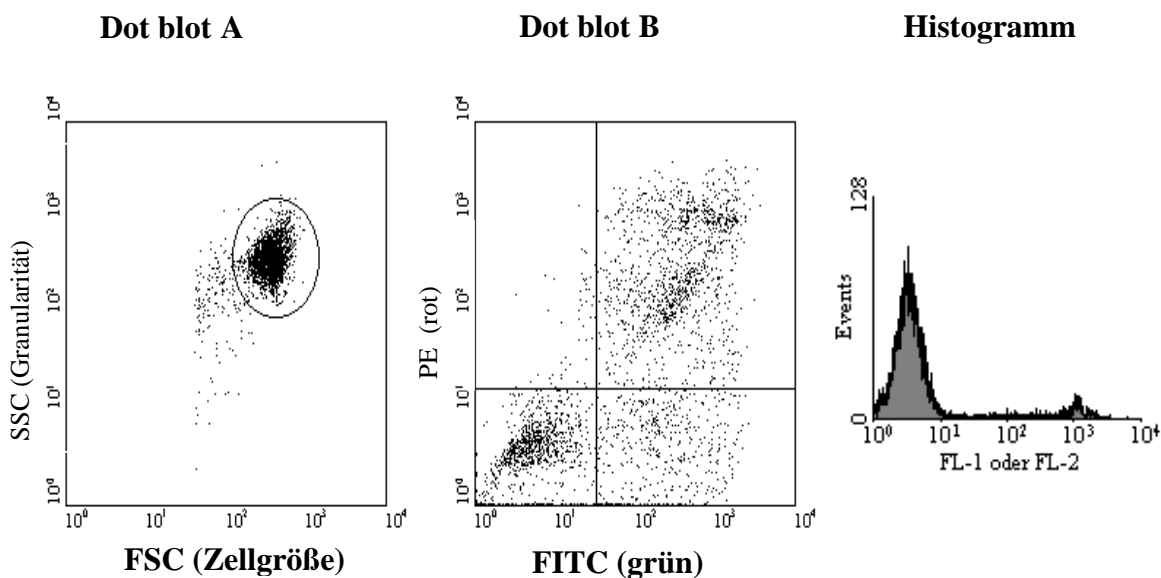 Dot blot A
Dot blot B
Histogramm
10⁴
10³
10²
10¹
10⁰
SSC (Granularität)
10⁰ 10¹ 10² 10³ 10⁴
FSC (Zellgröße)
10⁴
10³
10²
10¹
10⁰
PE (rot)
10⁰ 10¹ 10² 10³ 10⁴
FITC (grün)
128
Events
0
10⁰ 10¹ 10² 10³ 10⁴
FL-1 oder FL-2